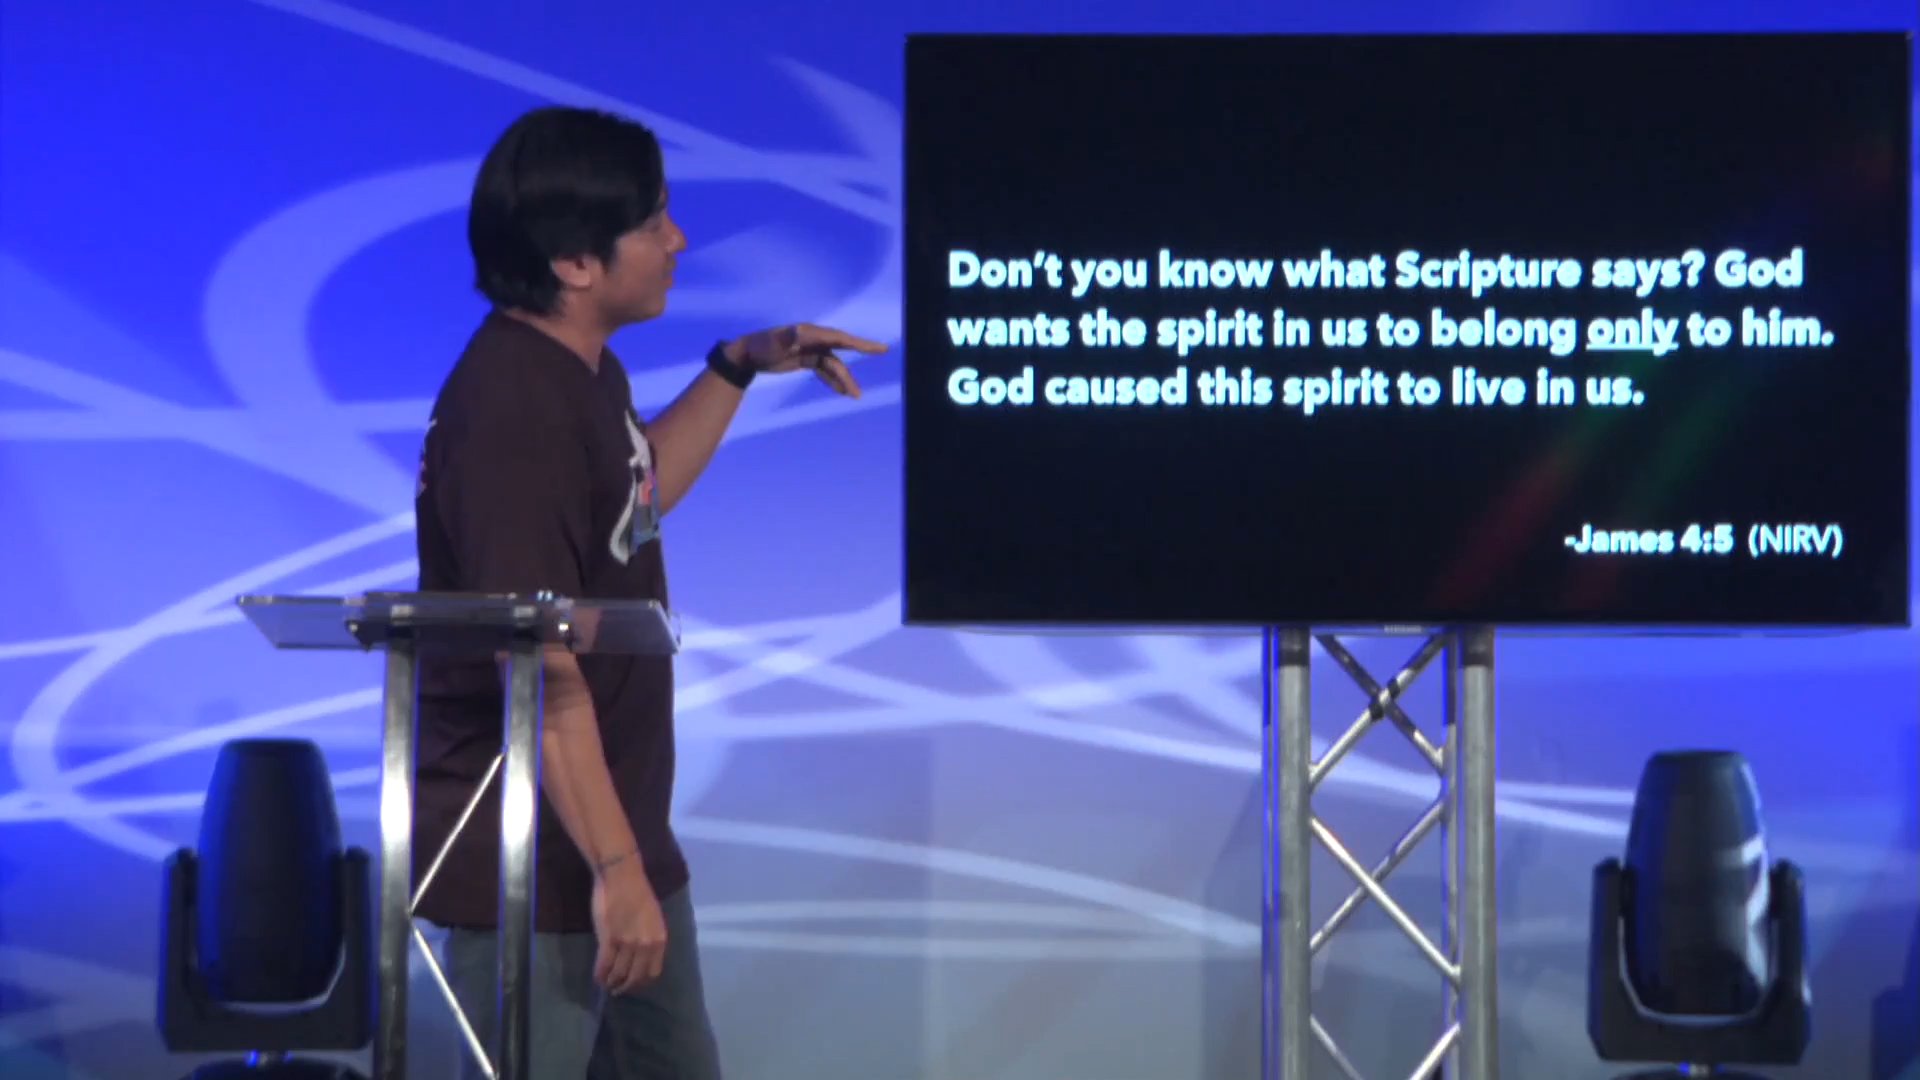 Don't you know what Scripture says? God
wants the spirit in us to belong only to him.
God caused this spirit to live in us.
-James 4:5 (NIRV)